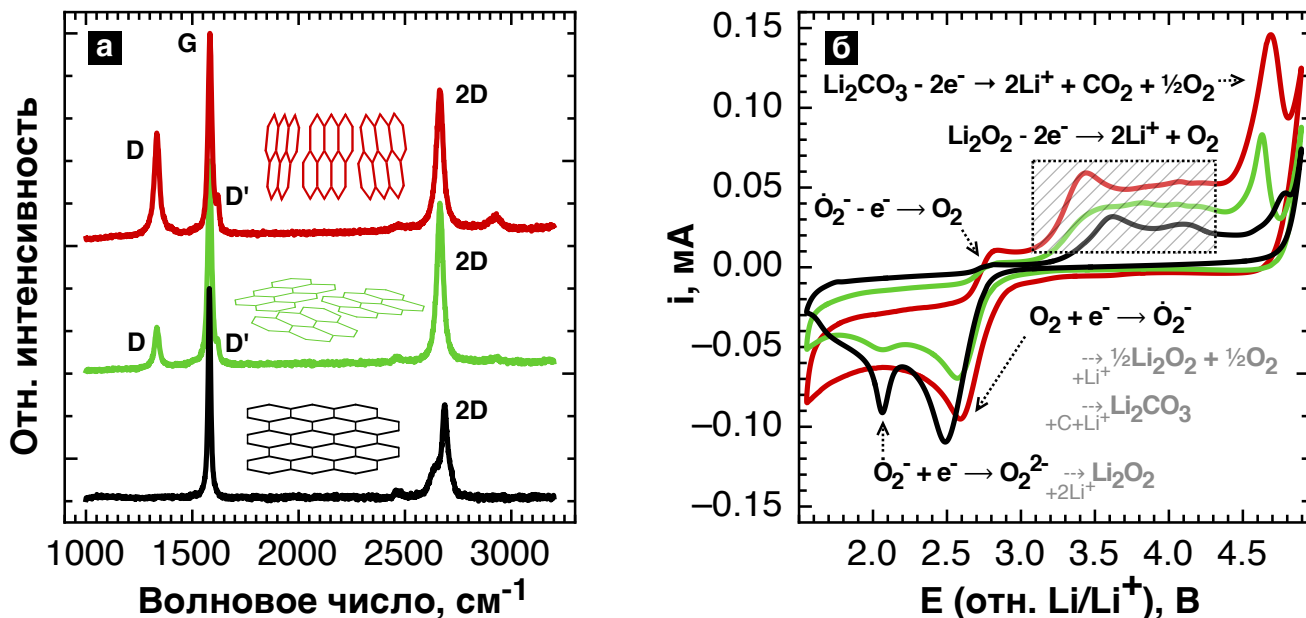 а
Отн. интенсивность
G
D
D'
2D
D
D'
2D
2D
1000 1500 2000 2500 3000
Волновое число, см⁻¹
б
i, мА
0.15
0.10
0.05
0.00
−0.05
−0.10
−0.15
Li₂CO₃ - 2e⁻ → 2Li⁺ + CO₂ + ½O₂
Li₂O₂ - 2e⁻ → 2Li⁺ + O₂
Ȯ₂⁻ - e⁻ → O₂
O₂ + e⁻ → Ȯ₂⁻
→ ½Li₂O₂ + ½O₂
+Li⁺
→ Li₂CO₃
+C+Li⁺
Ȯ₂⁻ + e⁻ → O₂²⁻ → Li₂O₂
+2Li⁺
2.0 2.5 3.0 3.5 4.0 4.5
E (отн. Li/Li⁺), В